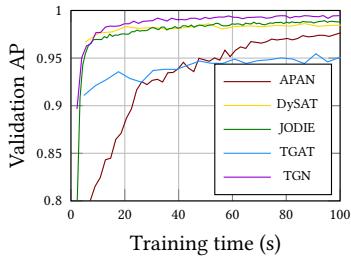 1
0.95
0.9
0.85
0.8
0
20
40
60
80
100
Validation AP
Training time (s)
APAN
DySAT
JODIE
TGAT
TGN